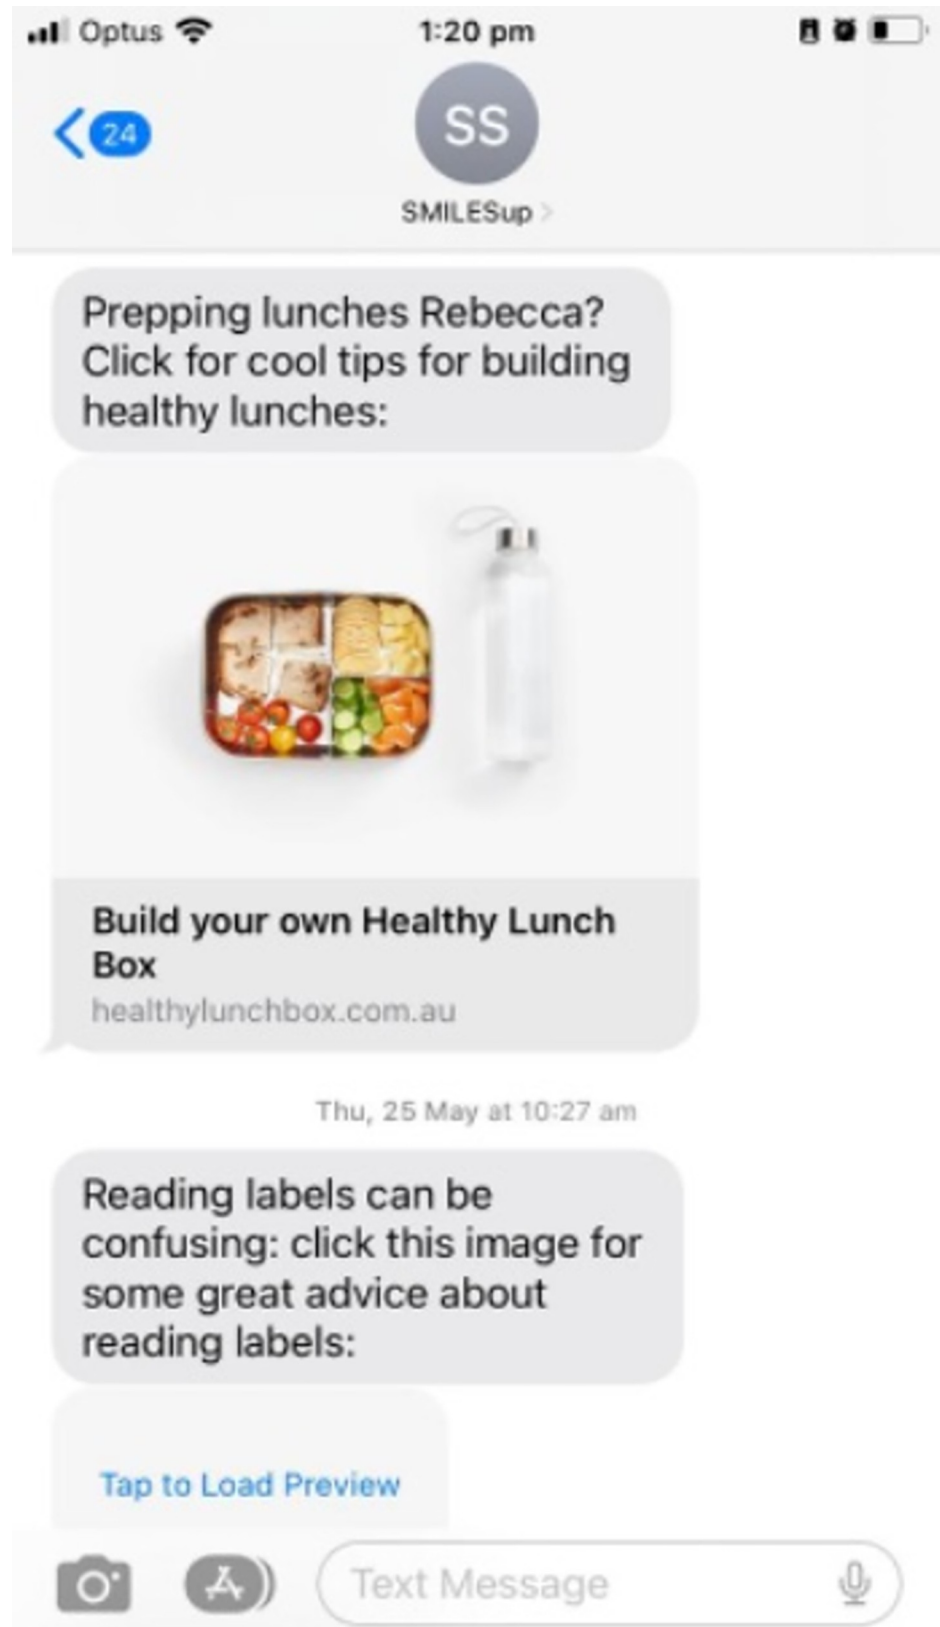 Optus
1:20 pm
24
SS
SMILESup
Prepping lunches Rebecca?
Click for cool tips for building
healthy lunches:
Build your own Healthy Lunch
Box
healthylunchbox.com.au
Thu, 25 May at 10:27 am
Reading labels can be
confusing: click this image for
some great advice about
reading labels:
Tap to Load Preview
Text Message